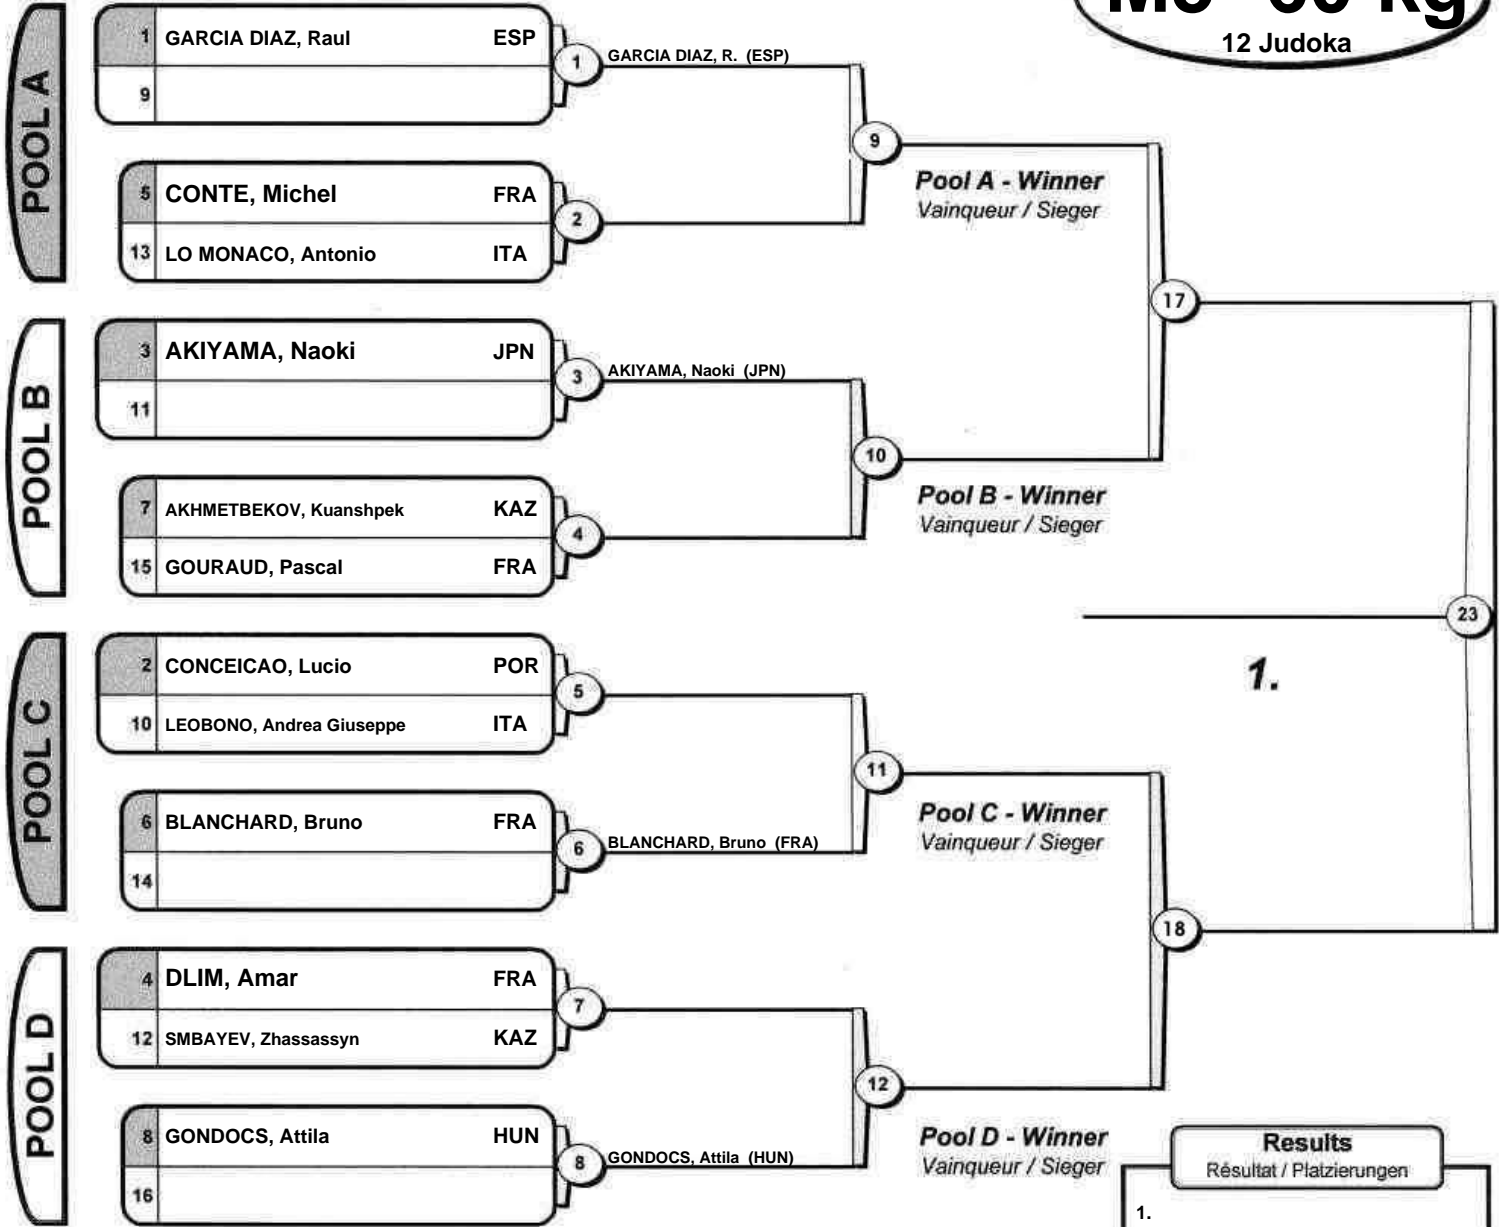 12 Judoka
POOL A
1 GARCIA DIAZ, Raul ESP
9
1
GARCIA DIAZ, R. (ESP)
5 CONTE, Michel FRA
13 LO MONACO, Antonio ITA
2
9
Pool A - Winner
Vainqueur / Sieger
17
POOL B
3 AKIYAMA, Naoki JPN
11
3
AKIYAMA, Naoki (JPN)
7 AKHMETBEKOV, Kuanshpek KAZ
15 GOURAUD, Pascal FRA
4
10
Pool B - Winner
Vainqueur / Sieger
23
1.
POOL C
2 CONCEICAO, Lucio POR
10 LEOBONO, Andrea Giuseppe ITA
5
6 BLANCHARD, Bruno FRA
14
6
BLANCHARD, Bruno (FRA)
11
Pool C - Winner
Vainqueur / Sieger
18
POOL D
4 DLIM, Amar FRA
12 SMBAYEV, Zhassassyn KAZ
7
8 GONDOCS, Attila HUN
16
8
GONDOCS, Attila (HUN)
12
Pool D - Winner
Vainqueur / Sieger
Results
Résultat / Platzierungen
1.